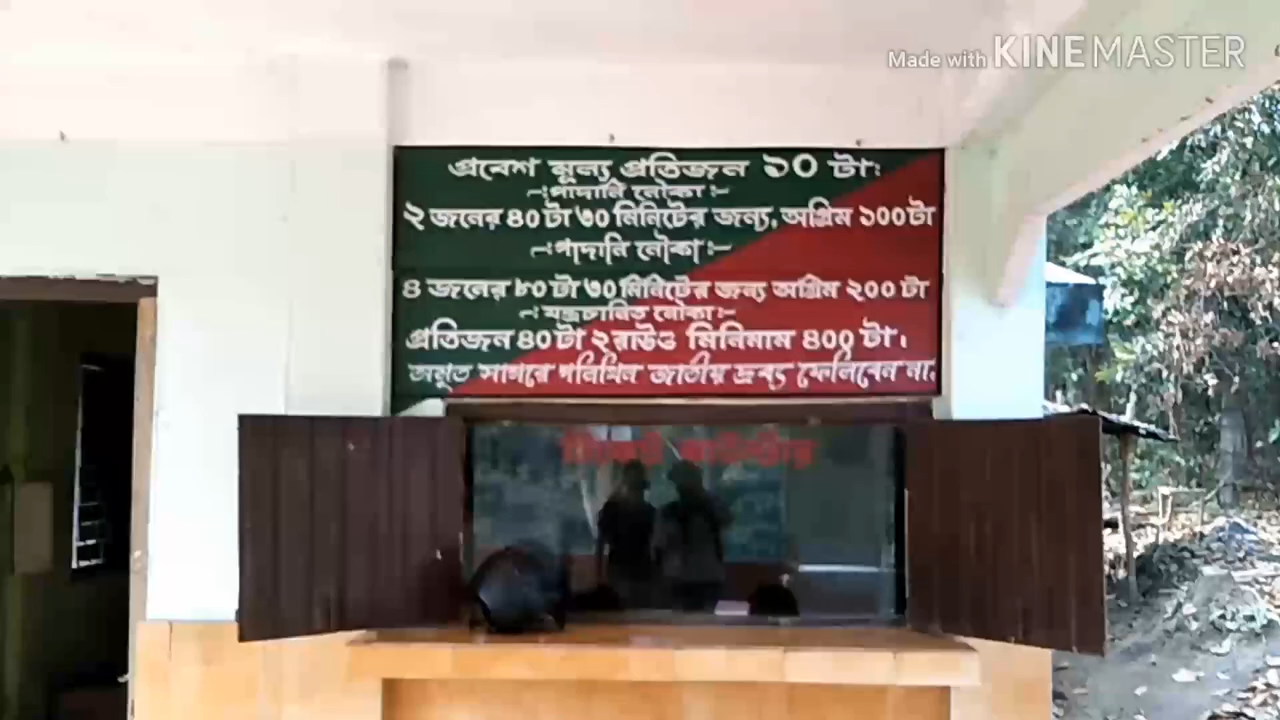 Made with KINEMASTER
প্রবেশ মূল্য প্রতিজন ১০ টা:
-:পাদানি নৌকা:-
২ জনের ৪০ টা ৩০ মিনিটের জন্য, অগ্রিম ১০০টা
-:পাদানি নৌকা:-
৪ জনের ৮০ টা ৩০ মিনিটের জন্য অগ্রিম ২০০ টা
-:যন্ত্রচালিত নৌকা:-
প্রতিজন ৪০ টা ২ রাউণ্ড মিনিমাম ৪০০ টা।
অমৃত সাগরে পলিথিন জাতীয় দ্রব্য ফেলিবেন না.
টিকেট কাউন্টার